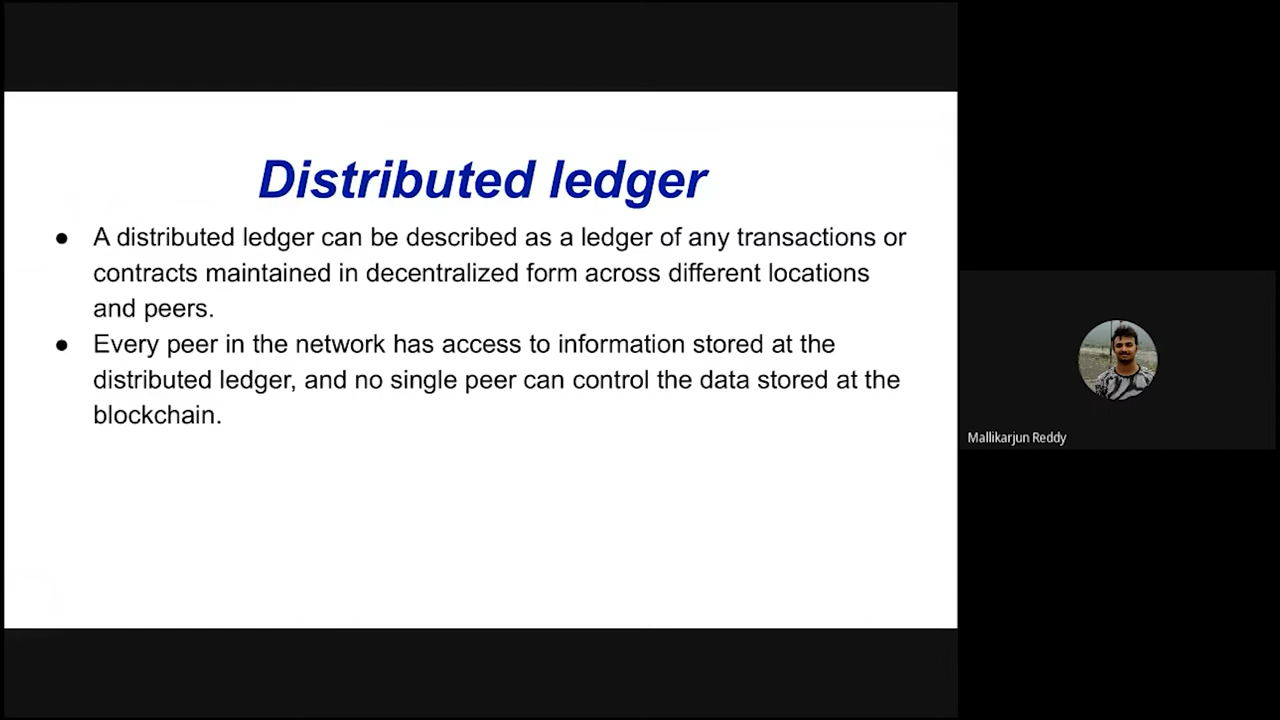 Distributed ledger
● A distributed ledger can be described as a ledger of any transactions or
contracts maintained in decentralized form across different locations
and peers.
● Every peer in the network has access to information stored at the
distributed ledger, and no single peer can control the data stored at the
blockchain.
Mallikarjun Reddy